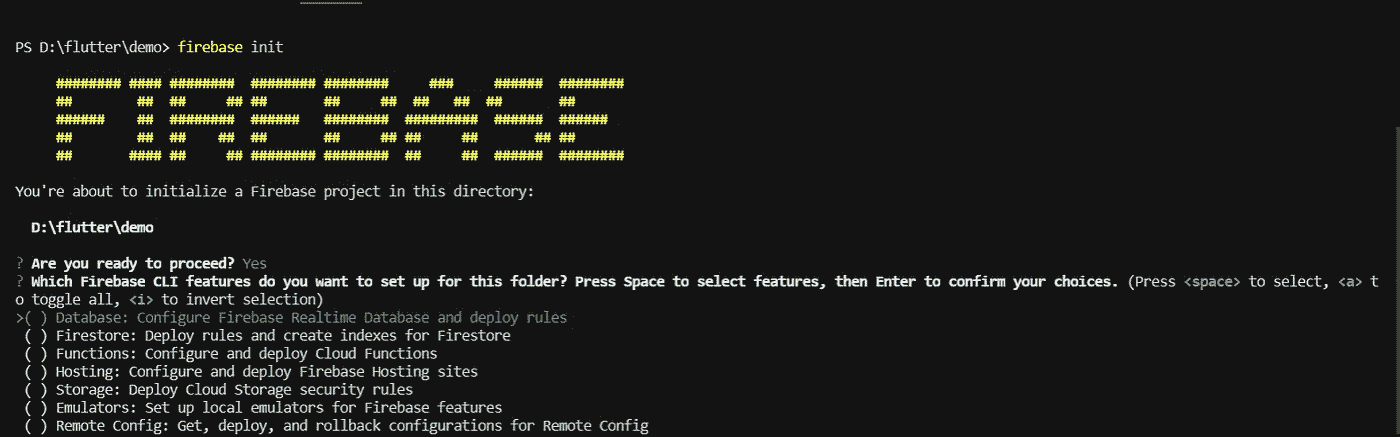 PS D:\flutter\demo> firebase init
FIREBASE
You're about to initialize a Firebase project in this directory:
D:\flutter\demo
? Are you ready to proceed? Yes
? Which Firebase CLI features do you want to set up for this folder? Press Space to select features, then Enter to confirm your choices. (Press <space> to select, <a> t
o toggle all, <i> to invert selection)
>( ) Database: Configure Firebase Realtime Database and deploy rules
( ) Firestore: Deploy rules and create indexes for Firestore
( ) Functions: Configure and deploy Cloud Functions
( ) Hosting: Configure and deploy Firebase Hosting sites
( ) Storage: Deploy Cloud Storage security rules
( ) Emulators: Set up local emulators for Firebase features
( ) Remote Config: Get, deploy, and rollback configurations for Remote Config